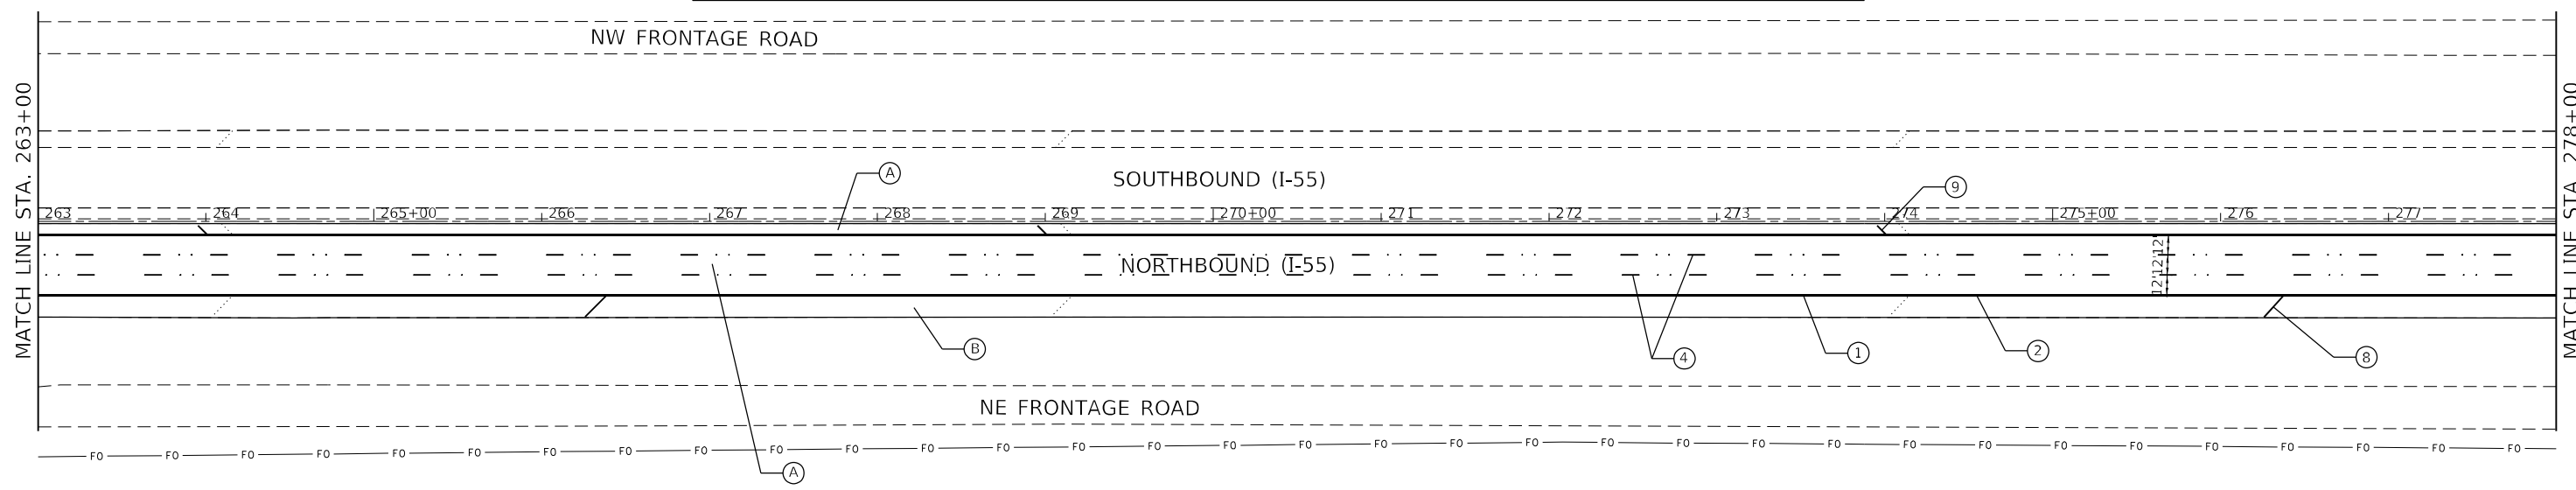 NW FRONTAGE ROAD
MATCH LINE STA. 263+00
MATCH LINE STA. 278+00
A
SOUTHBOUND (I-55)
9
263 264 265+00 266 267 268 269 270+00 271 272 273 274 275+00 276 277
NORTHBOUND (I-55)
12' 12' 12'
B
4
1
2
8
NE FRONTAGE ROAD
FO FO FO FO FO FO FO FO FO FO FO FO FO FO FO FO FO FO FO FO FO FO FO FO FO FO FO FO FO FO FO FO FO
A